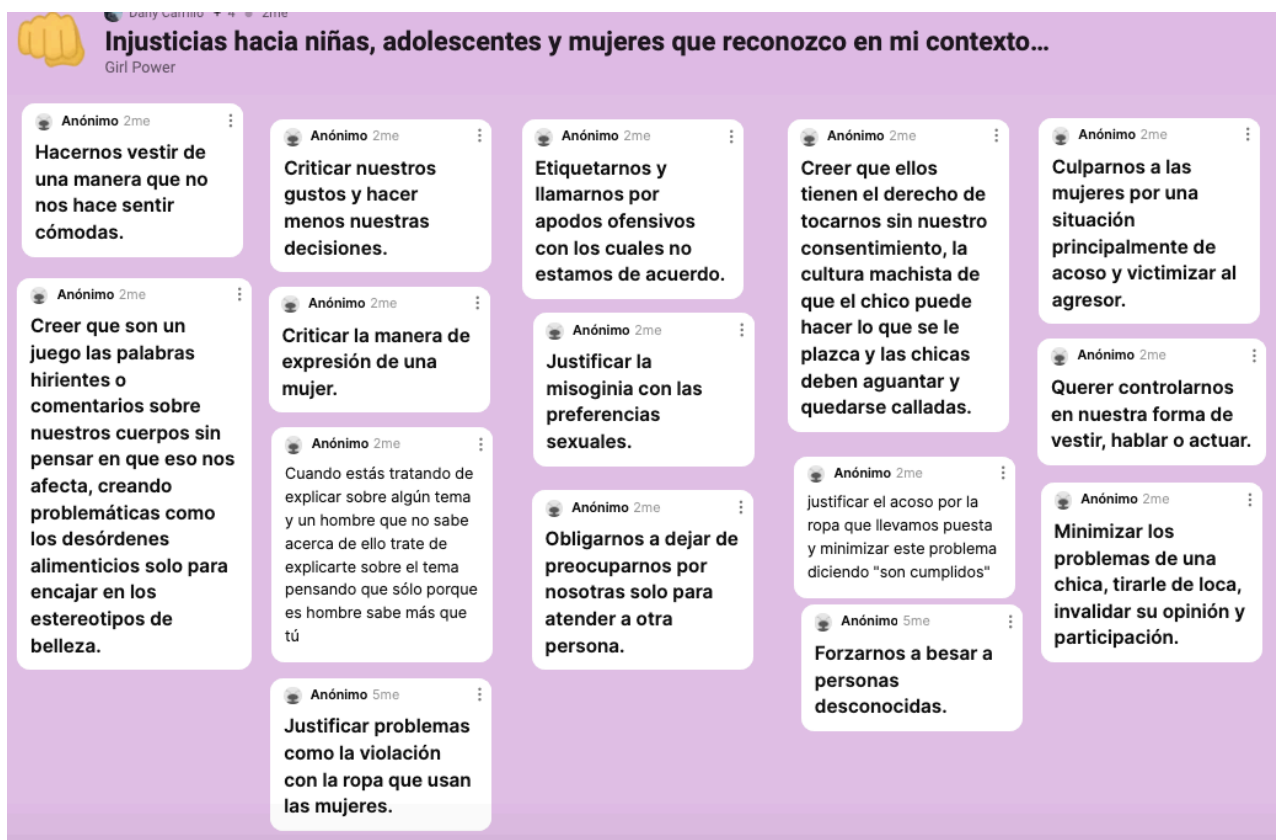 Dany Carrillo + 4 • 2me
Injusticias hacia niñas, adolescentes y mujeres que reconozco en mi contexto...
Girl Power
Anónimo 2me
Hacernos vestir de
una manera que no
nos hace sentir
cómodas.
Anónimo 2me
Creer que son un
juego las palabras
hirientes o
comentarios sobre
nuestros cuerpos sin
pensar en que eso nos
afecta, creando
problemáticas como
los desórdenes
alimenticios solo para
encajar en los
estereotipos de
belleza.
Anónimo 2me
Criticar nuestros
gustos y hacer
menos nuestras
decisiones.
Anónimo 2me
Criticar la manera de
expresión de una
mujer.
Anónimo 2me
Cuando estás tratando de
explicar sobre algún tema
y un hombre que no sabe
acerca de ello trate de
explicarte sobre el tema
pensando que sólo porque
es hombre sabe más que
tú
Anónimo 5me
Justificar problemas
como la violación
con la ropa que usan
las mujeres.
Anónimo 2me
Etiquetarnos y
llamarnos por
apodos ofensivos
con los cuales no
estamos de acuerdo.
Anónimo 2me
Justificar la
misoginia con las
preferencias
sexuales.
Anónimo 2me
Obligarnos a dejar de
preocuparnos por
nosotras solo para
atender a otra
persona.
Anónimo 2me
Creer que ellos
tienen el derecho de
tocarnos sin nuestro
consentimiento, la
cultura machista de
que el chico puede
hacer lo que se le
plazca y las chicas
deben aguantar y
quedarse calladas.
Anónimo 2me
justificar el acoso por la
ropa que llevamos puesta
y minimizar este problema
diciendo "son cumplidos"
Anónimo 5me
Forzarnos a besar a
personas
desconocidas.
Anónimo 2me
Culparnos a las
mujeres por una
situación
principalmente de
acoso y victimizar al
agresor.
Anónimo 2me
Querer controlarnos
en nuestra forma de
vestir, hablar o actuar.
Anónimo 2me
Minimizar los
problemas de una
chica, tirarle de loca,
invalidar su opinión y
participación.